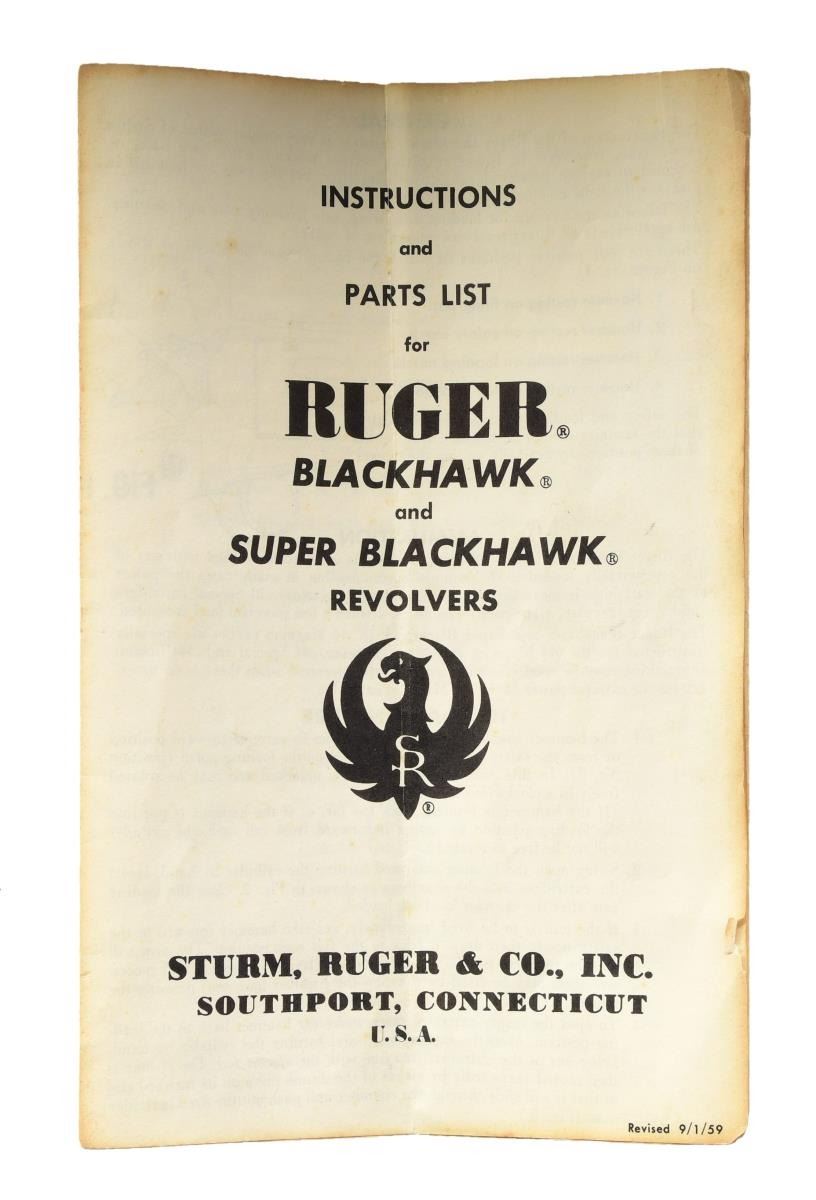 INSTRUCTIONS
and
PARTS LIST
for
RUGER®
BLACKHAWK®
and
SUPER BLACKHAWK®
REVOLVERS
SR
®
STURM, RUGER & CO., INC.
SOUTHPORT, CONNECTICUT
U. S. A.
Revised 9/1/59